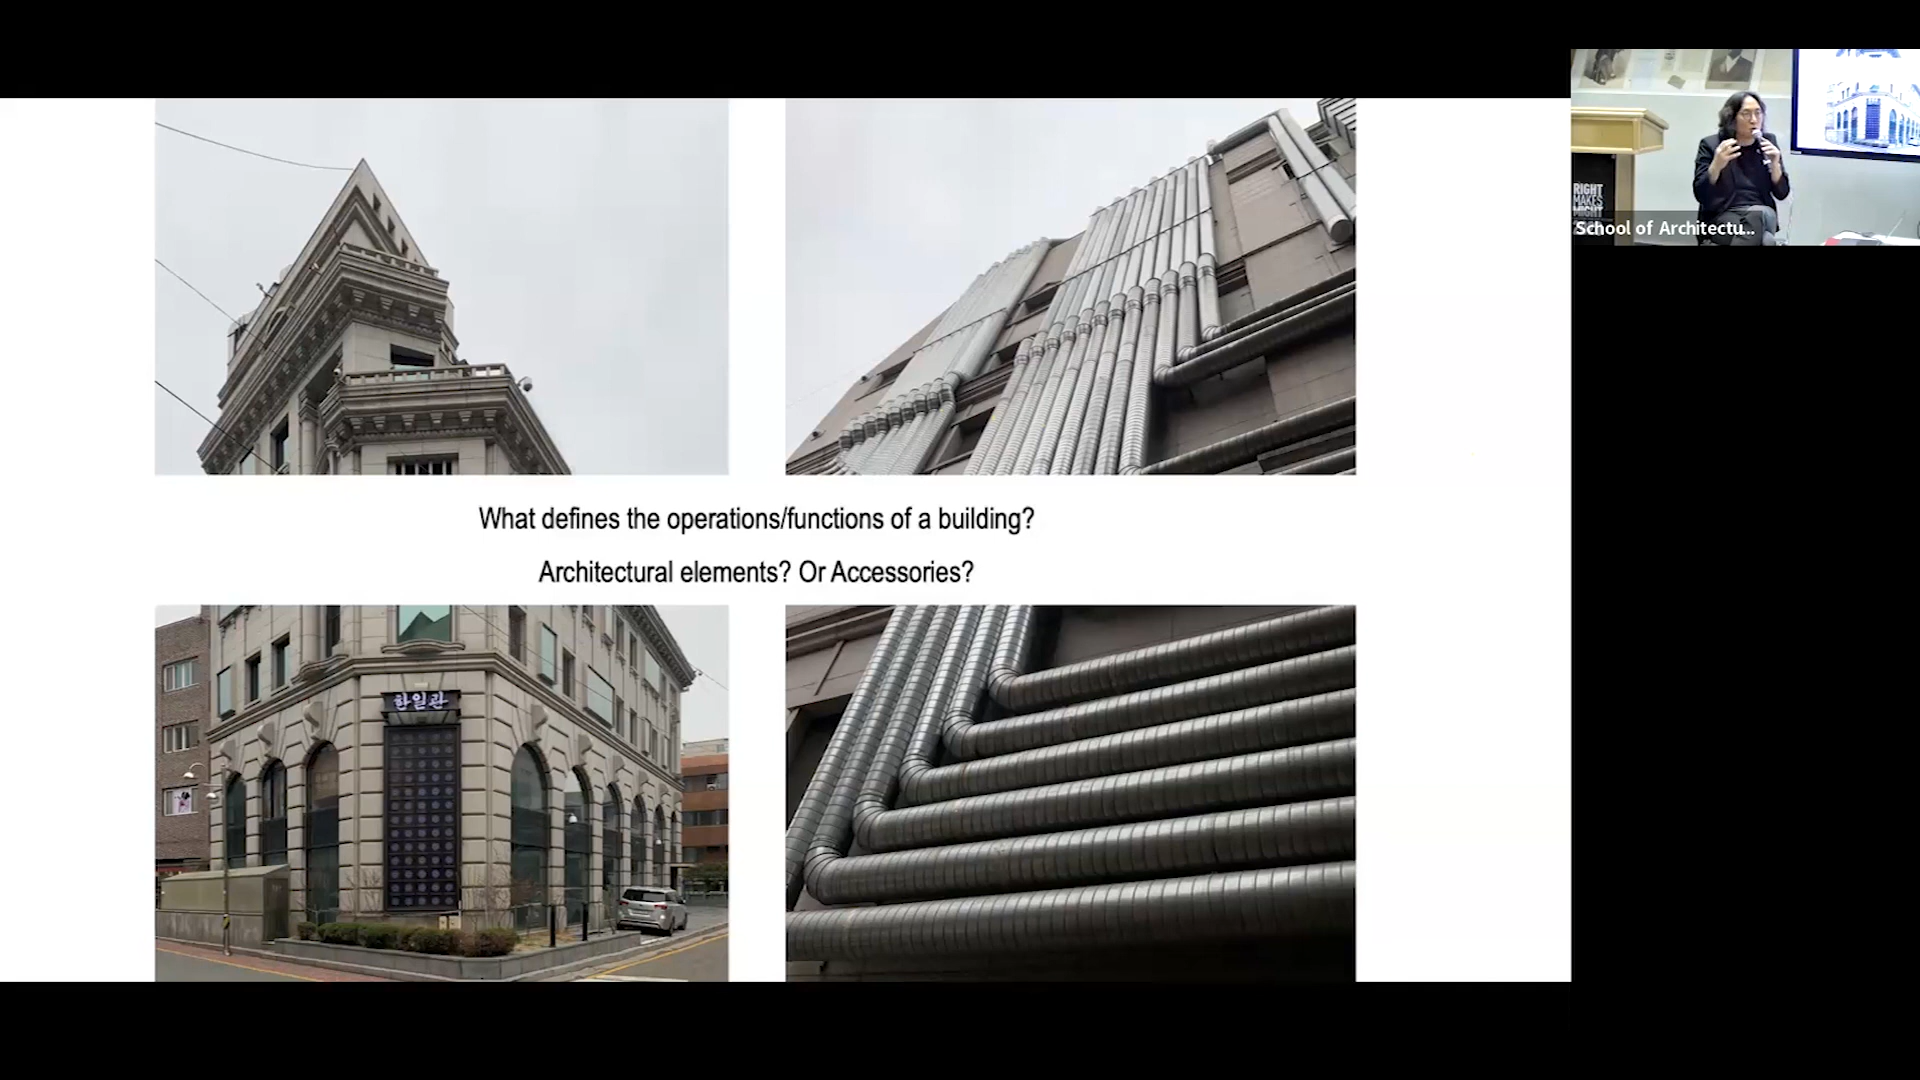 What defines the operations/functions of a building?
Architectural elements? Or Accessories?
한일관
RIGHT
MAKES
MIGHT
School of Architectu...